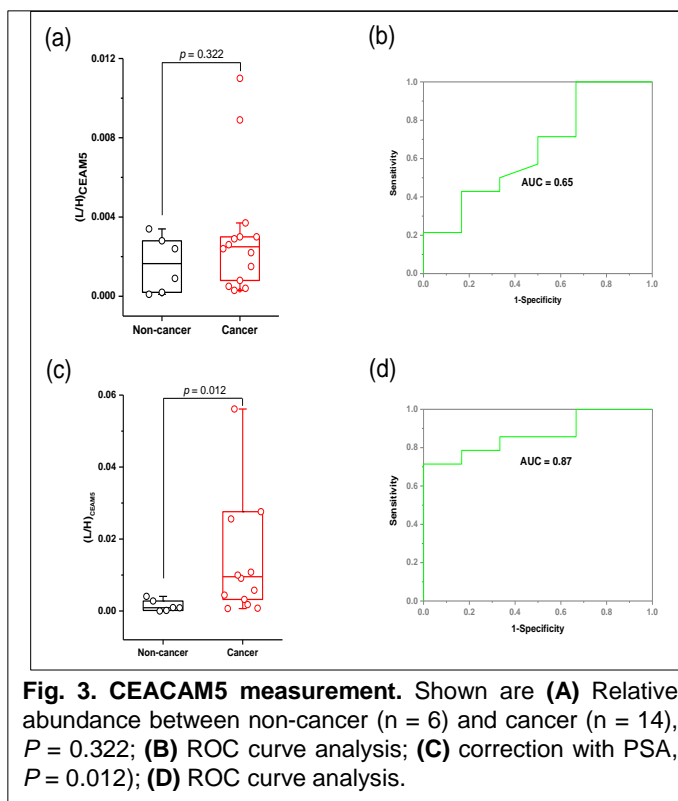 (a)
p = 0.322
0.012
0.008
0.004
0.000
(L/H)CEAM5
Non-cancer
Cancer
(b)
1.0
0.8
0.6
0.4
0.2
0.0
Sensitivity
AUC = 0.65
0.0 0.2 0.4 0.6 0.8 1.0
1-Specificity
(c)
p = 0.012
0.06
0.04
0.02
0.00
(L/H)CEAM5
Non-cancer
Cancer
(d)
1.0
0.8
0.6
0.4
0.2
0.0
Sensitivity
AUC = 0.87
0.0 0.2 0.4 0.6 0.8 1.0
1-Specificity
Fig. 3. CEACAM5 measurement. Shown are (A) Relative
abundance between non-cancer (n = 6) and cancer (n = 14),
P = 0.322; (B) ROC curve analysis; (C) correction with PSA,
P = 0.012); (D) ROC curve analysis.